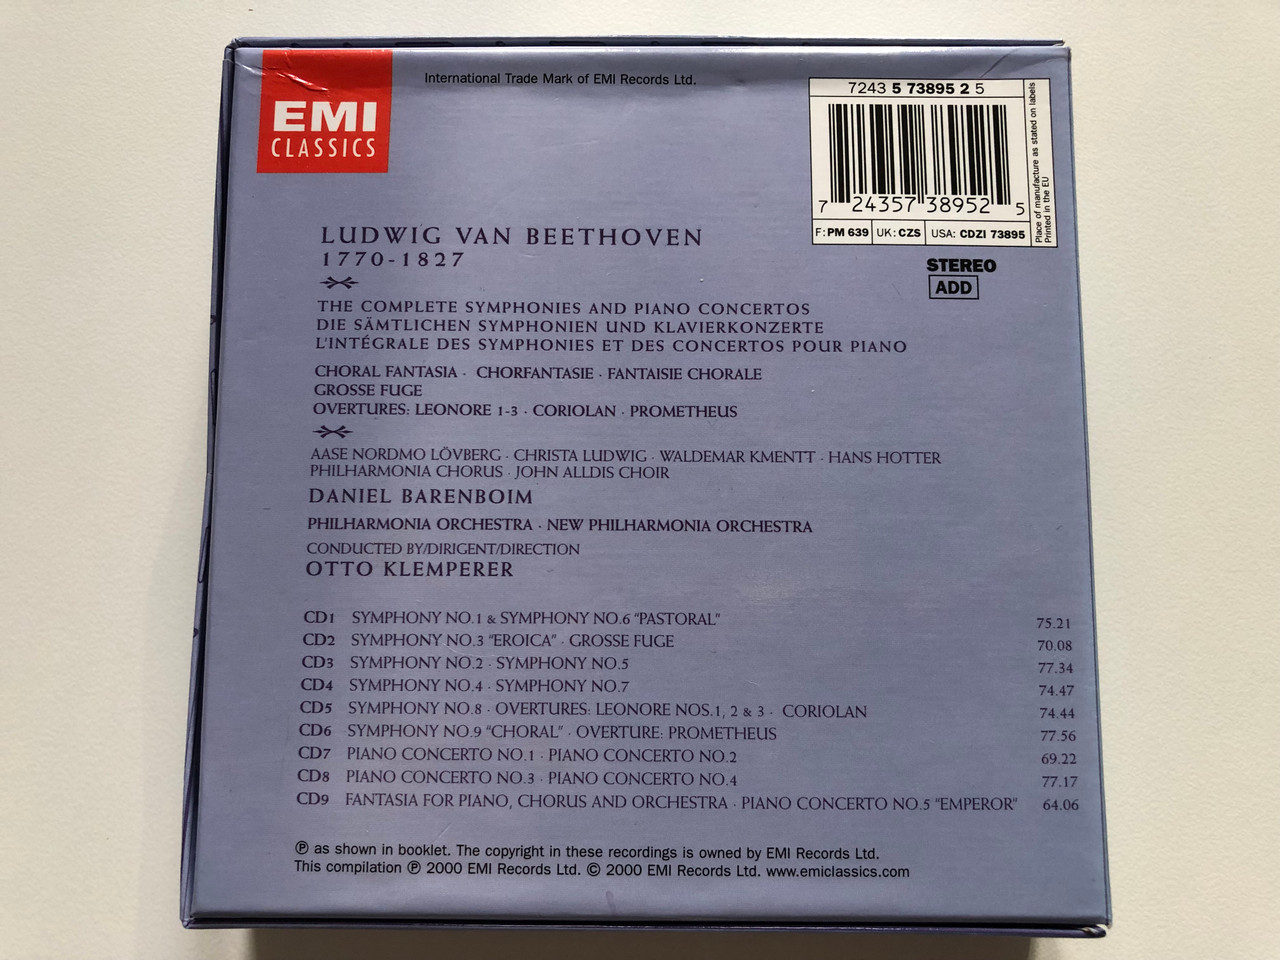 EMI
CLASSICS
International Trade Mark of EMI Records Ltd.
7243 5 73895 2 5
7 24357 38952 5
F: PM 639 UK: CZS USA: CDZI 73895
Place of manufacture as stated on labels
Printed in the EU
STEREO
ADD
LUDWIG VAN BEETHOVEN
1770-1827
THE COMPLETE SYMPHONIES AND PIANO CONCERTOS
DIE SÄMTLICHEN SYMPHONIEN UND KLAVIERKONZERTE
L'INTÉGRALE DES SYMPHONIES ET DES CONCERTOS POUR PIANO
CHORAL FANTASIA · CHORFANTASIE · FANTAISIE CHORALE
GROSSE FUGE
OVERTURES: LEONORE 1-3 · CORIOLAN · PROMETHEUS
AASE NORDMO LÖVBERG · CHRISTA LUDWIG · WALDEMAR KMENTT · HANS HOTTER
PHILHARMONIA CHORUS · JOHN ALLDIS CHOIR
DANIEL BARENBOIM
PHILHARMONIA ORCHESTRA · NEW PHILHARMONIA ORCHESTRA
CONDUCTED BY/DIRIGENT/DIRECTION
OTTO KLEMPERER
CD1 SYMPHONY NO.1 & SYMPHONY NO.6 "PASTORAL" 75.21
CD2 SYMPHONY NO.3 "EROICA" · GROSSE FUGE 70.08
CD3 SYMPHONY NO.2 · SYMPHONY NO.5 77.34
CD4 SYMPHONY NO.4 · SYMPHONY NO.7 74.47
CD5 SYMPHONY NO.8 · OVERTURES: LEONORE NOS.1, 2 & 3 · CORIOLAN 74.44
CD6 SYMPHONY NO.9 "CHORAL" · OVERTURE: PROMETHEUS 77.56
CD7 PIANO CONCERTO NO.1 · PIANO CONCERTO NO.2 69.22
CD8 PIANO CONCERTO NO.3 · PIANO CONCERTO NO.4 77.17
CD9 FANTASIA FOR PIANO, CHORUS AND ORCHESTRA · PIANO CONCERTO NO.5 "EMPEROR" 64.06
℗ as shown in booklet. The copyright in these recordings is owned by EMI Records Ltd.
This compilation ℗ 2000 EMI Records Ltd. © 2000 EMI Records Ltd. www.emiclassics.com